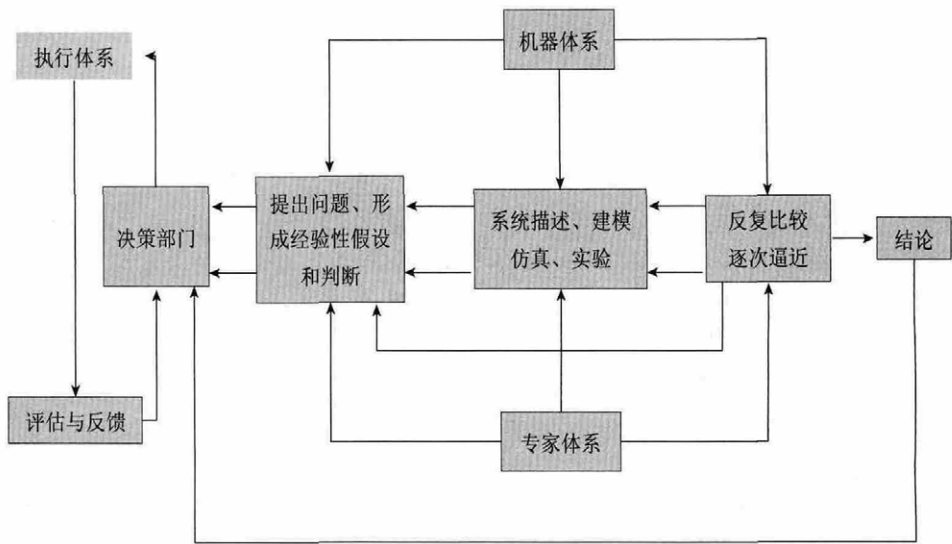 机器体系
执行体系
决策部门
提出问题、形
成经验性假设
和判断
系统描述、建模
仿真、实验
反复比较
逐次逼近
结论
评估与反馈
专家体系